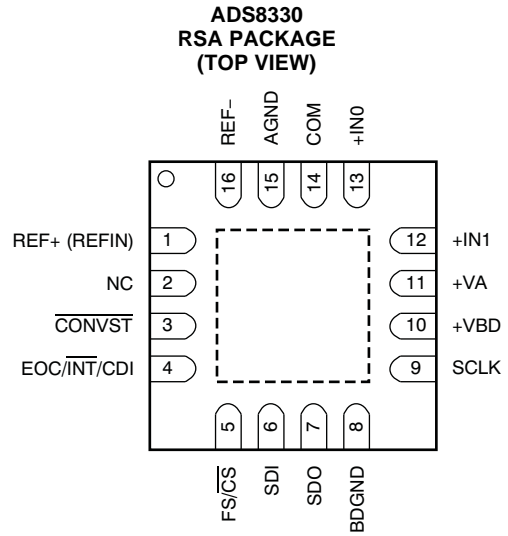 ADS8330
RSA PACKAGE
(TOP VIEW)
REF–
AGND
COM
+IN0
16
15
14
13
REF+ (REFIN)
1
12
+IN1
NC
2
11
+VA
CONVST
3
10
+VBD
EOC/INT/CDI
4
9
SCLK
5
6
7
8
FS/CS
SDI
SDO
BDGND